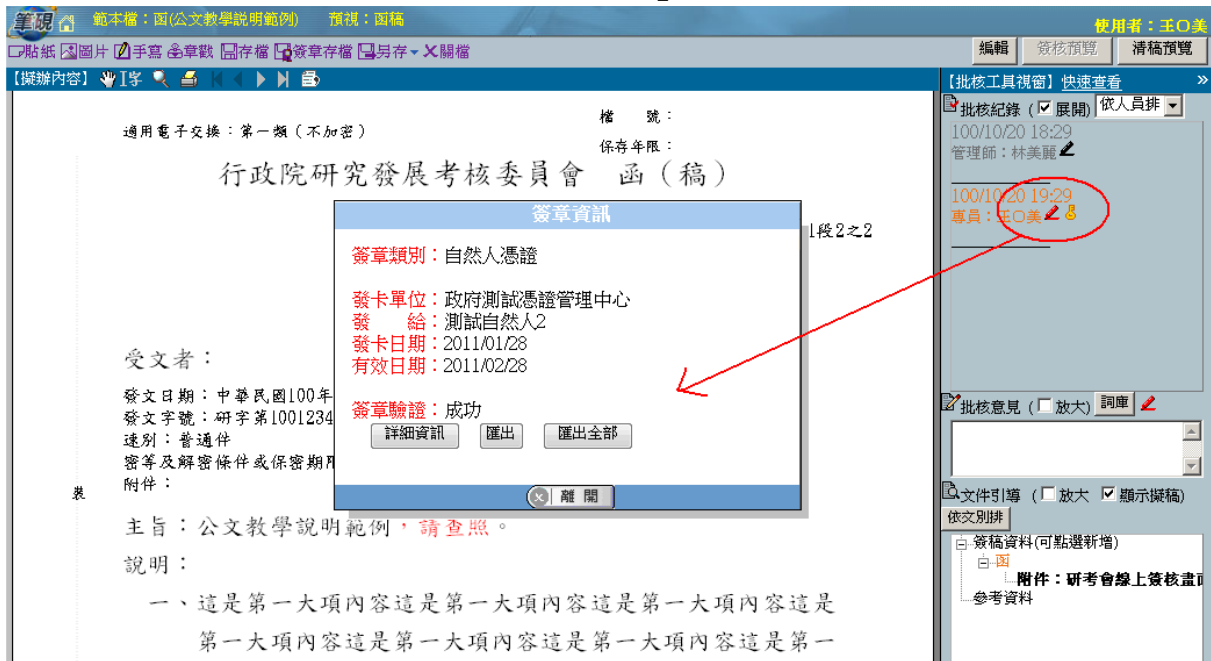 筆硯 範本檔：函(公文教學說明範例) 預視：函稿 使用者：王O美
貼紙 圖片 手寫 章戳 存檔 簽章存檔 另存 關檔 編輯 簽核預覽 清稿預覽
【擬辦內容】 I字
檔 號：
適用電子交換：第一類（不加密）
保存年限：
行政院研究發展考核委員會 函（稿）
1段2之2
簽章資訊
簽章類別：自然人憑證
發卡單位：政府測試憑證管理中心
發 給：測試自然人2
發卡日期：2011/01/28
有效日期：2011/02/28
簽章驗證：成功
詳細資訊 匯出 匯出全部
離開
受文者：
發文日期：中華民國100年
發文字號：研字第1001234
速別：普通件
密等及解密條件或保密期限
附件：
裝
主旨：公文教學說明範例，請查照。
說明：
一、這是第一大項內容這是第一大項內容這是第一大項內容這是
第一大項內容這是第一大項內容這是第一大項內容這是第一
【批核工具視窗】 快速查看 »
批核紀錄 ( 展開) 依人員排
100/10/20 18:29
管理師：林美麗
100/10/20 19:29
專員：王O美
批核意見 ( 放大) 詞庫
文件引導 ( 放大 顯示擬稿)
依文別排
簽稿資料(可點選新增)
函
附件：研考會線上簽核畫面
參考資料